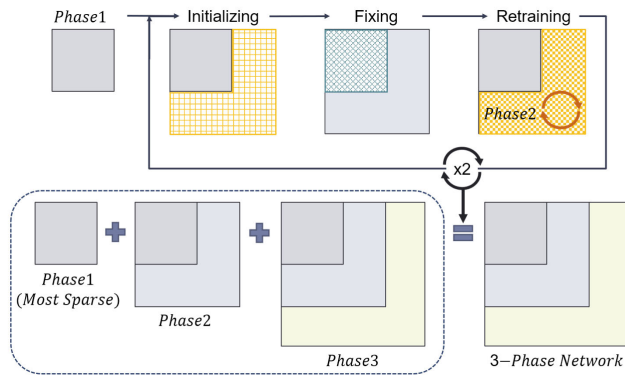 Phase1
Initializing
Fixing
Retraining
Phase2
x2
Phase1
(Most Sparse)
Phase2
Phase3
3−Phase Network